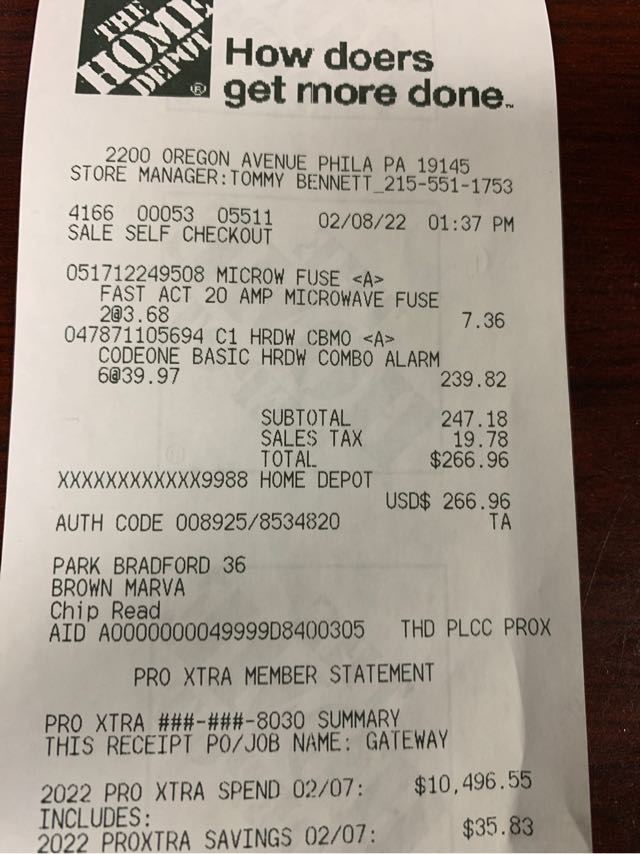 THE
HOME
DEPOT
®
How doers
get more done.™
2200 OREGON AVENUE PHILA PA 19145
STORE MANAGER:TOMMY BENNETT 215-551-1753
4166 00053 05511 02/08/22 01:37 PM
SALE SELF CHECKOUT
051712249508 MICROW FUSE <A>
FAST ACT 20 AMP MICROWAVE FUSE
2@3.68 7.36
047871105694 C1 HRDW CBMO <A>
CODEONE BASIC HRDW COMBO ALARM
6@39.97 239.82
SUBTOTAL 247.18
SALES TAX 19.78
TOTAL $266.96
XXXXXXXXXXXX9988 HOME DEPOT
USD$ 266.96
AUTH CODE 008925/8534820 TA
PARK BRADFORD 36
BROWN MARVA
Chip Read
AID A0000000049999D8400305 THD PLCC PROX
PRO XTRA MEMBER STATEMENT
PRO XTRA ###-###-8030 SUMMARY
THIS RECEIPT PO/JOB NAME: GATEWAY
2022 PRO XTRA SPEND 02/07: $10,496.55
INCLUDES:
2022 PROXTRA SAVINGS 02/07: $35.83